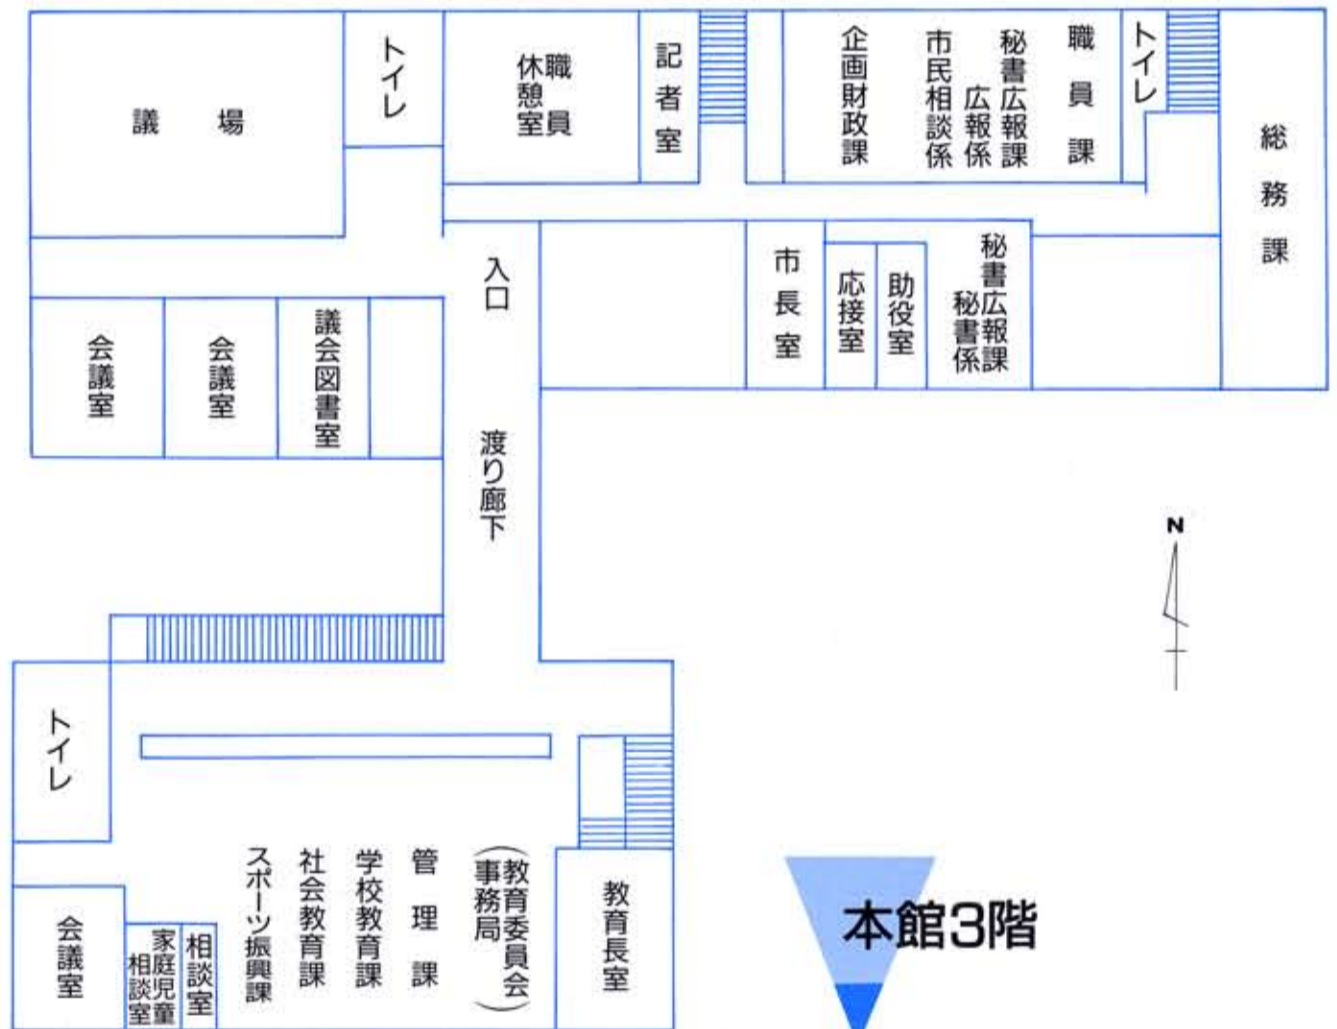 議場
トイレ
職員
休憩室
記者室
企画財政課
秘書広報課
広報係
市民相談係
職員課
トイレ
総務課
入口
市長室
応接室
助役室
秘書広報課
秘書係
会議室
会議室
議会図書室
渡り廊下
N
トイレ
会議室
家庭児童
相談室
相談室
スポーツ振興課
社会教育課
学校教育課
管理課
(教育委員会
事務局)
教育長室
本館3階